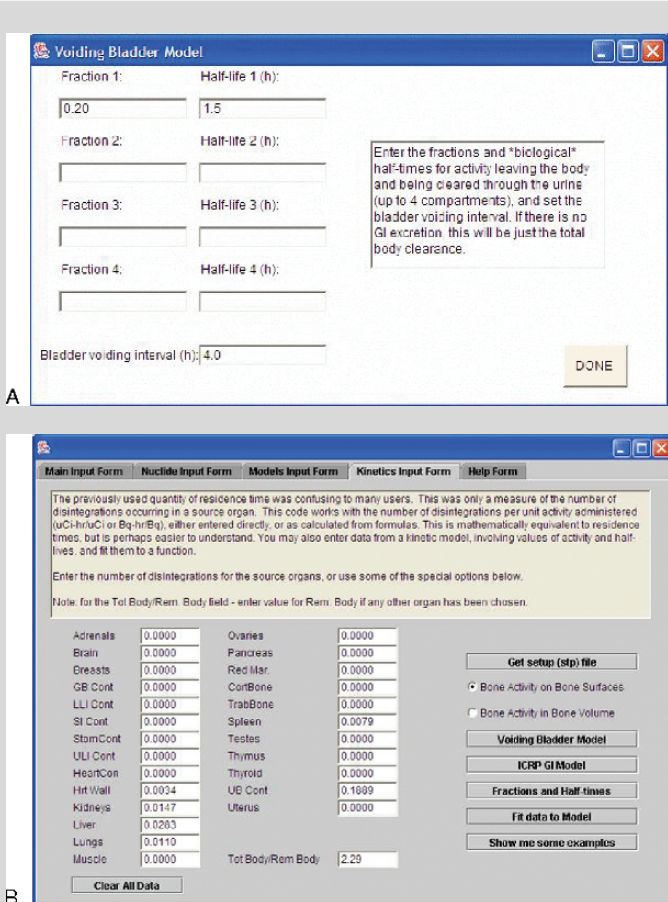 Voiding Bladder Model
Fraction 1: Half-life 1 (h):
0.20 1.5
Fraction 2: Half-life 2 (h):
Fraction 3: Half-life 3 (h):
Fraction 4: Half-life 4 (h):
Enter the fractions and *biological*
half-times for activity leaving the body
and being cleared through the urine
(up to 4 compartments), and set the
bladder voiding interval. If there is no
GI excretion, this will be just the total
body clearance.
Bladder voiding interval (h): 4.0
DONE
A
Main Input Form Nuclide Input Form Models Input Form Kinetics Input Form Help Form
The previously used quantity of residence time was confusing to many users. This was only a measure of the number of
disintegrations occurring in a source organ. This code works with the number of disintegrations per unit activity administered
(uCi-hr/uCi or Bq-hr/Bq), either entered directly, or as calculated from formulas. This is mathematically equivalent to residence
times, but is perhaps easier to understand. You may also enter data from a kinetic model, involving values of activity and half-
lives, and fit them to a function.
Enter the number of disintegrations for the source organs, or use some of the special options below.
Note: for the Tot Body/Rem. Body field - enter value for Rem. Body if any other organ has been chosen.
Adrenals 0.0000 Ovaries 0.0000
Brain 0.0000 Pancreas 0.0000
Breasts 0.0000 Red Mar. 0.0000
GB Cont 0.0000 CortBone 0.0000
LLI Cont 0.0000 TrabBone 0.0000
SI Cont 0.0000 Spleen 0.0079
StomCont 0.0000 Testes 0.0000
ULI Cont 0.0000 Thymus 0.0000
HeartCon 0.0000 Thyroid 0.0000
Hrt Wall 0.0034 UB Cont 0.1889
Kidneys 0.0147 Uterus 0.0000
Liver 0.0263
Lungs 0.0110
Muscle 0.0000 Tot Body/Rem Body 2.29
Get setup (stp) file
Bone Activity on Bone Surfaces
Bone Activity in Bone Volume
Voiding Bladder Model
ICRP GI Model
Fractions and Half-times
Fit data to Model
Show me some examples
Clear All Data
B